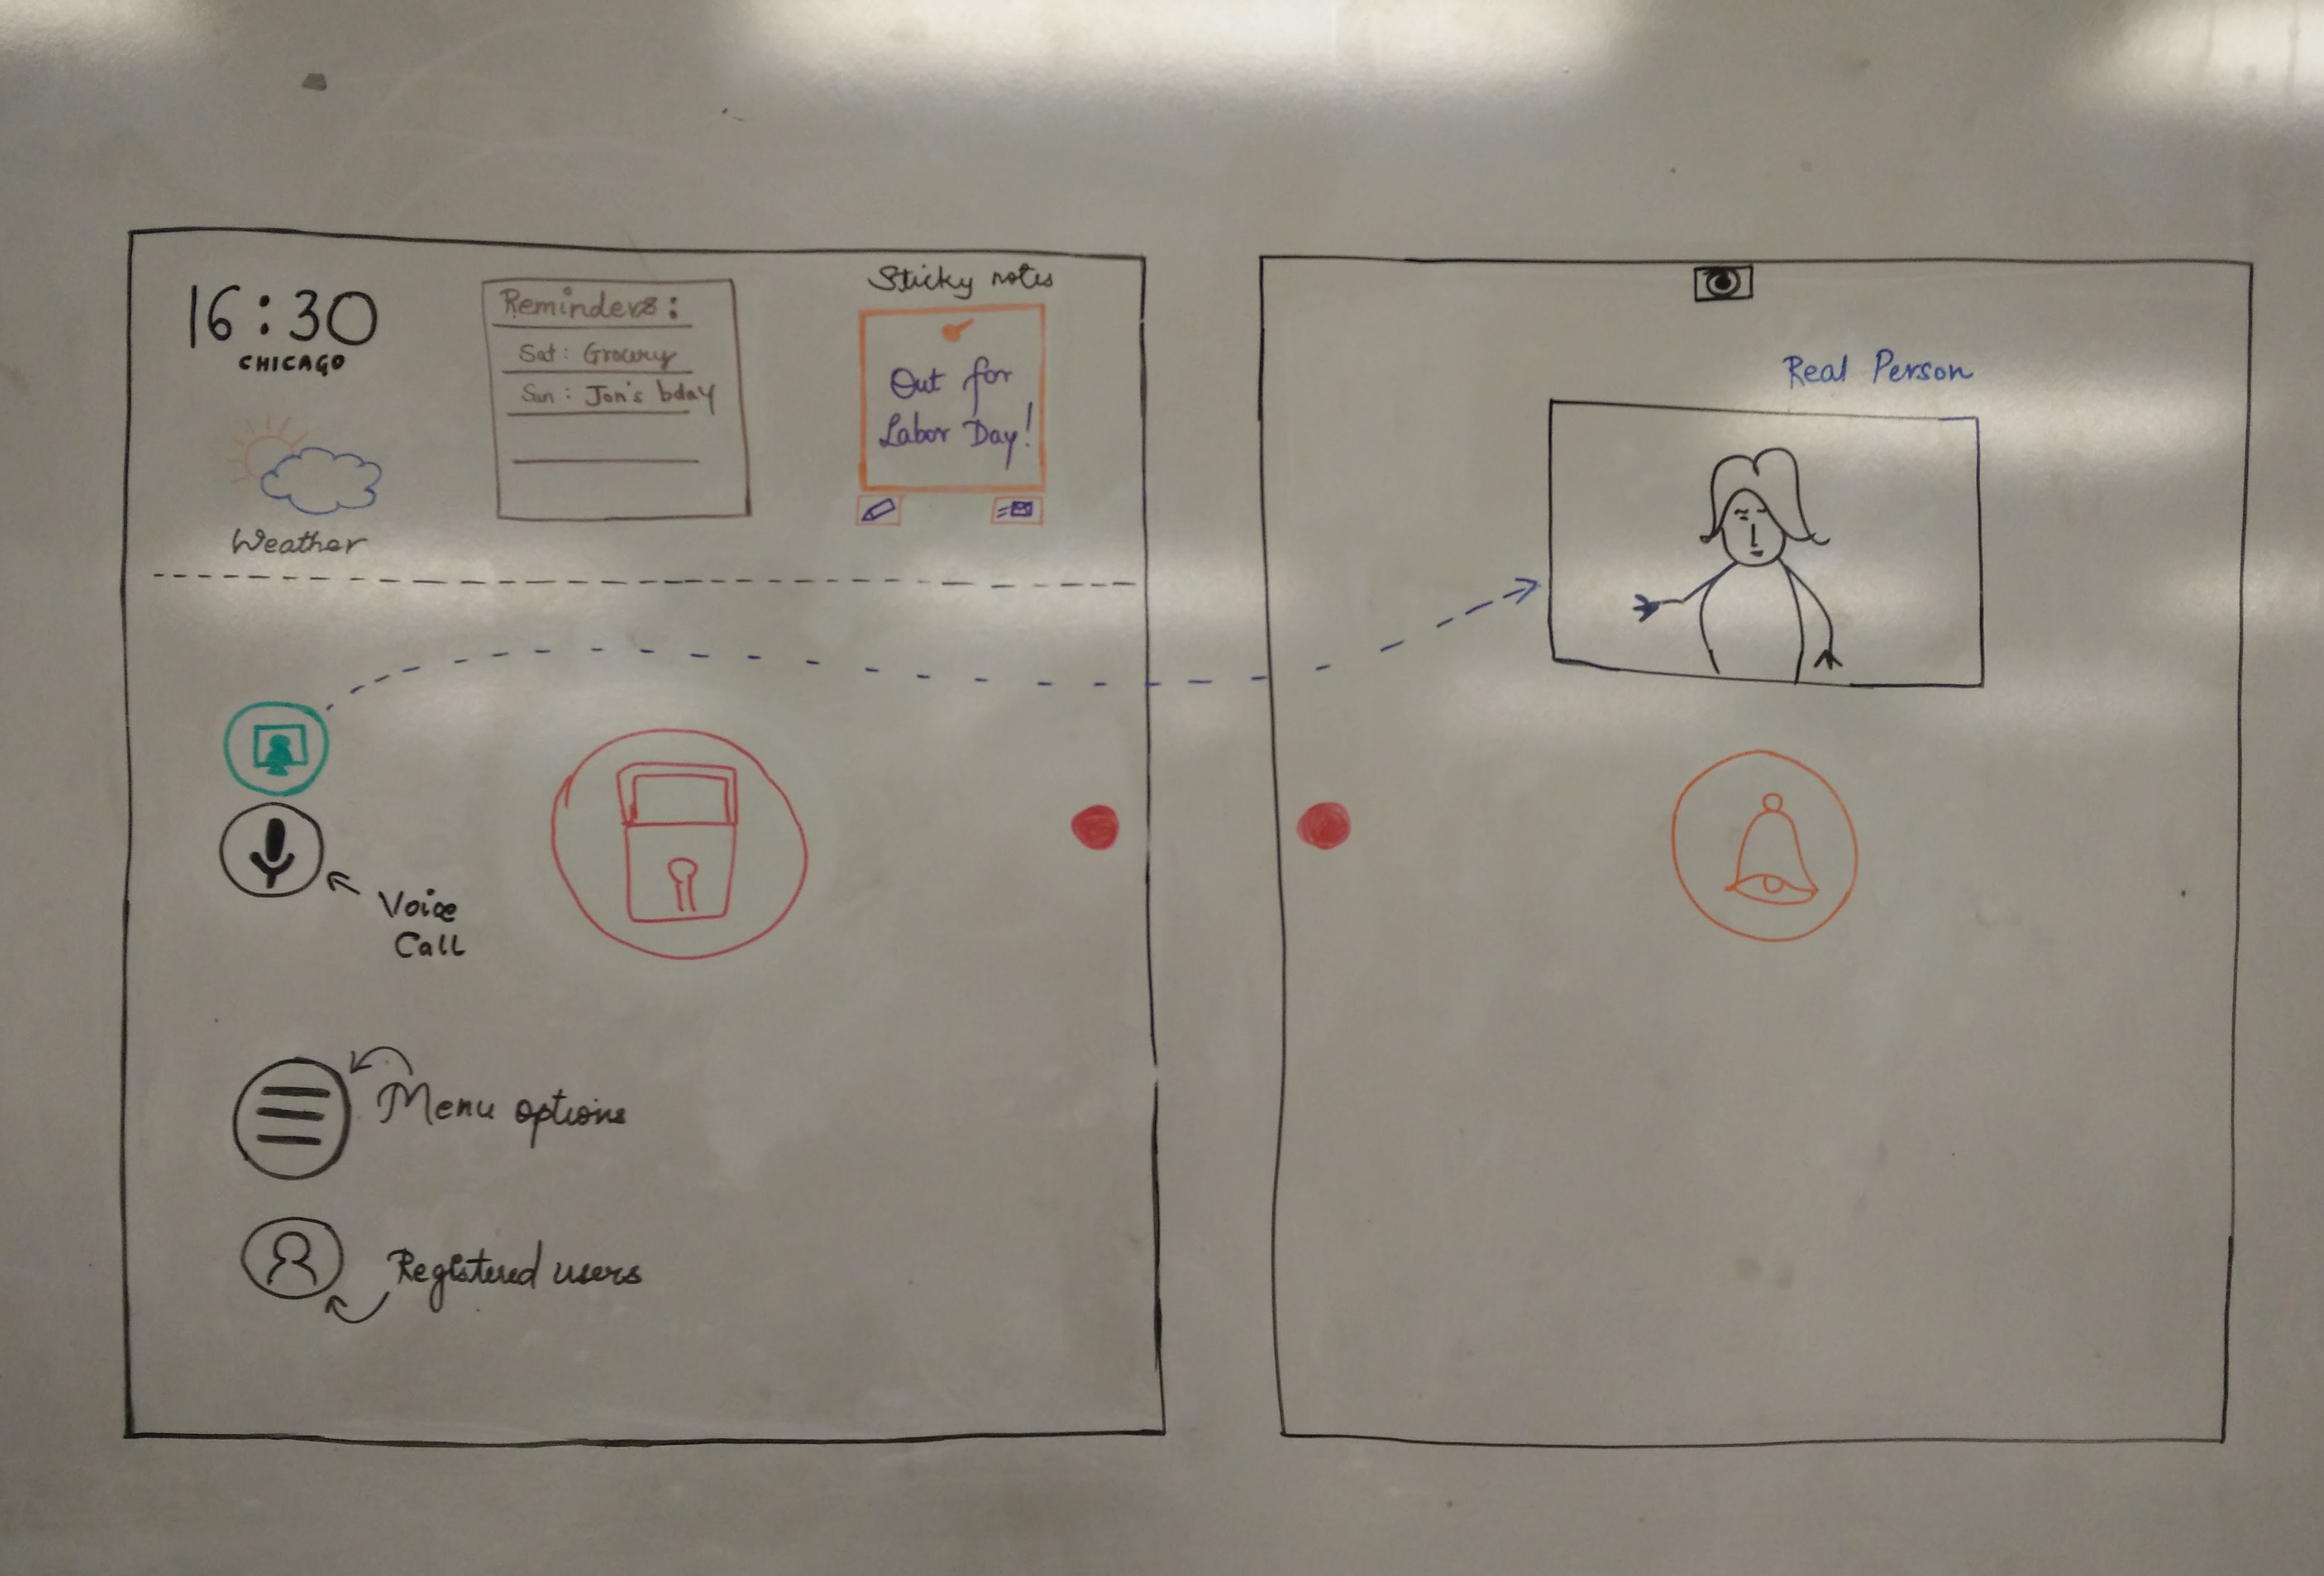 16:30
CHICAGO
Weather
Reminders:
Sat: Grocery
Sun: Jon's bday
Sticky notes
Out for
Labor Day!
Voice
Call
Menu options
Registered users
Real Person